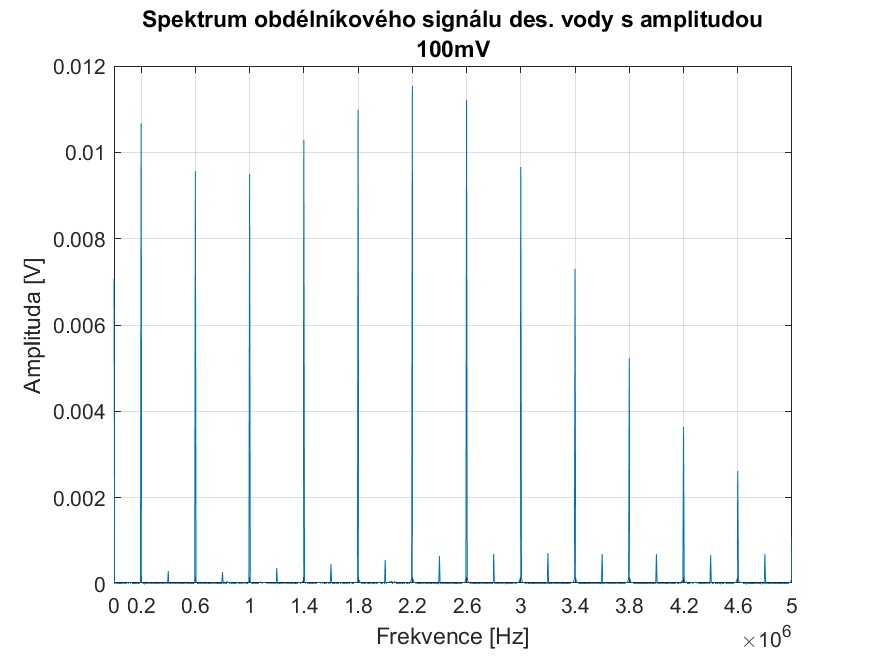 Spektrum obdélníkového signálu des. vody s amplitudou
100mV
0.012
0.01
0.008
0.006
0.004
0.002
0
Amplituda [V]
0 0.2 0.6 1 1.4 1.8 2.2 2.6 3 3.4 3.8 4.2 4.6 5
Frekvence [Hz]
×10⁶